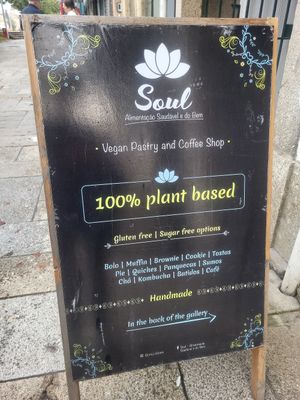 Soul
Alimentação Saudável e do Bem
• Vegan Pastry and Coffee Shop •
100% plant based
Gluten free | Sugar free options
Bolo | Muffin | Brownie | Cookie | Tostas
Pie | Quiches | Panquecas | Sumos
Chá | Kombucha | Batidos | Café
Handmade
In the back of the gallery